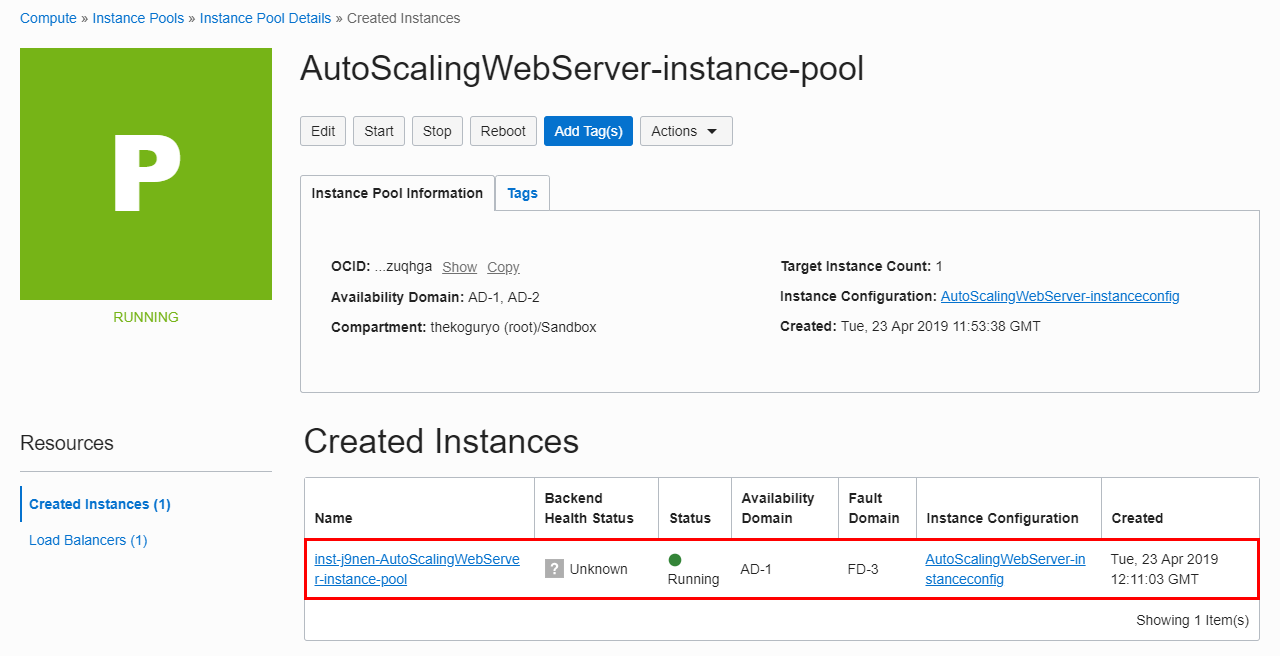 Compute » Instance Pools » Instance Pool Details » Created Instances
P
RUNNING
AutoScalingWebServer-instance-pool
Edit Start Stop Reboot Add Tag(s) Actions
Instance Pool Information Tags
OCID: ...zuqhga Show Copy
Availability Domain: AD-1, AD-2
Compartment: thekoguryo (root)/Sandbox
Target Instance Count: 1
Instance Configuration: AutoScalingWebServer-instanceconfig
Created: Tue, 23 Apr 2019 11:53:38 GMT
Resources
Created Instances (1)
Load Balancers (1)
Created Instances
Name
Backend
Health Status
Status
Availability
Domain
Fault
Domain
Instance Configuration
Created
inst-j9nen-AutoScalingWebServe
r-instance-pool
? Unknown
Running
AD-1
FD-3
AutoScalingWebServer-in
stanceconfig
Tue, 23 Apr 2019
12:11:03 GMT
Showing 1 Item(s)